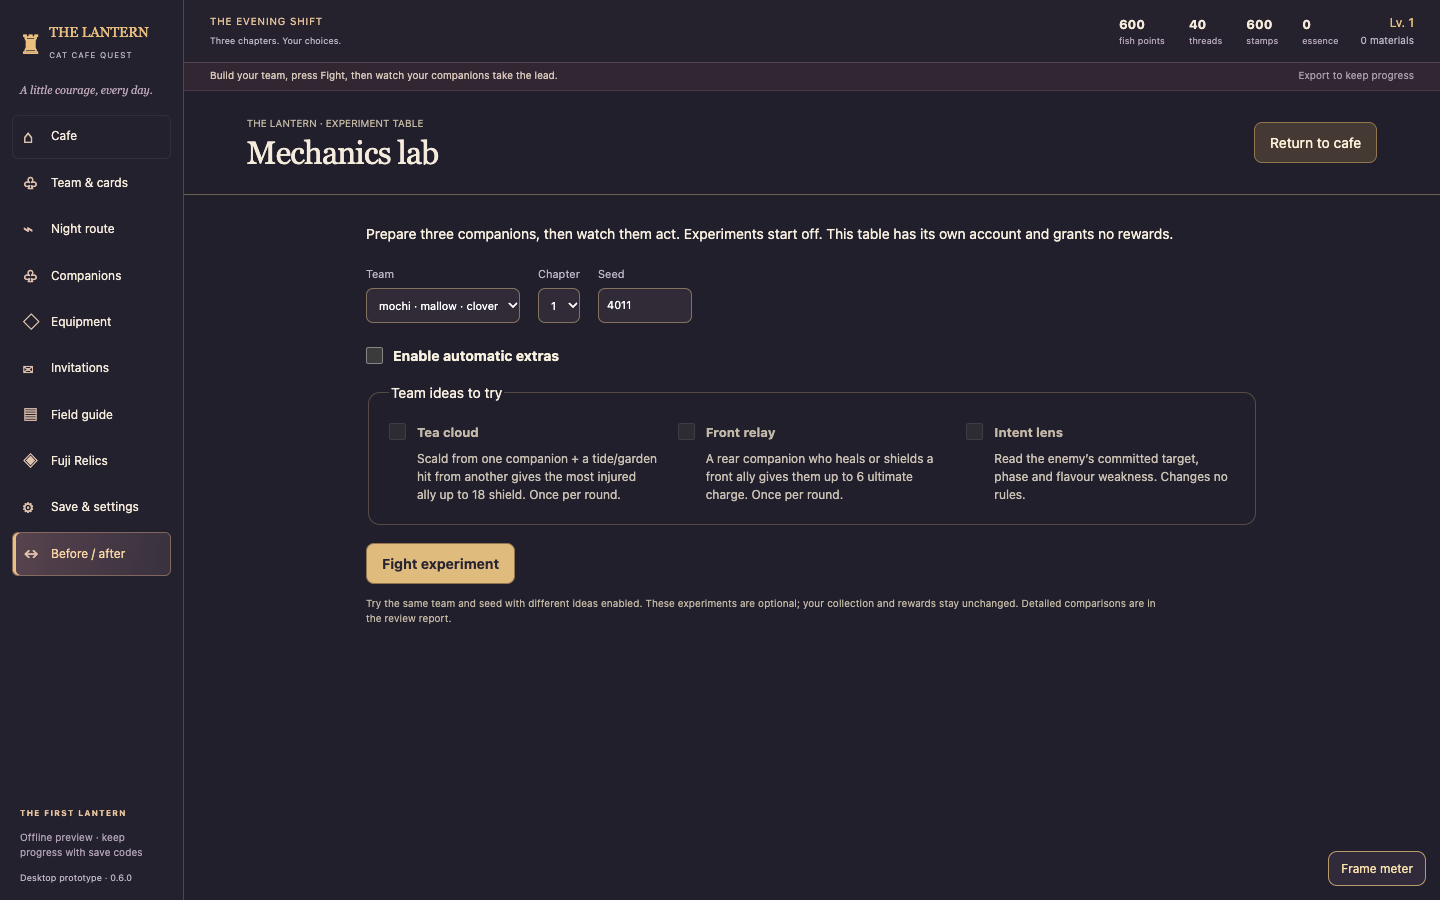 THE LANTERN
CAT CAFE QUEST
A little courage, every day.
Cafe
Team & cards
Night route
Companions
Equipment
Invitations
Field guide
Fuji Relics
Save & settings
Before / after
THE FIRST LANTERN
Offline preview · keep
progress with save codes
Desktop prototype · 0.6.0
THE EVENING SHIFT
Three chapters. Your choices.
600
fish points
40
threads
600
stamps
0
essence
Lv. 1
0 materials
Build your team, press Fight, then watch your companions take the lead.
Export to keep progress
THE LANTERN · EXPERIMENT TABLE
Mechanics lab
Return to cafe
Prepare three companions, then watch them act. Experiments start off. This table has its own account and grants no rewards.
Team
Chapter
Seed
mochi · mallow · clover
1
4011
Enable automatic extras
Team ideas to try
Tea cloud
Scald from one companion + a tide/garden
hit from another gives the most injured
ally up to 18 shield. Once per round.
Front relay
A rear companion who heals or shields a
front ally gives them up to 6 ultimate
charge. Once per round.
Intent lens
Read the enemy's committed target,
phase and flavour weakness. Changes no
rules.
Fight experiment
Try the same team and seed with different ideas enabled. These experiments are optional; your collection and rewards stay unchanged. Detailed comparisons are in
the review report.
Frame meter